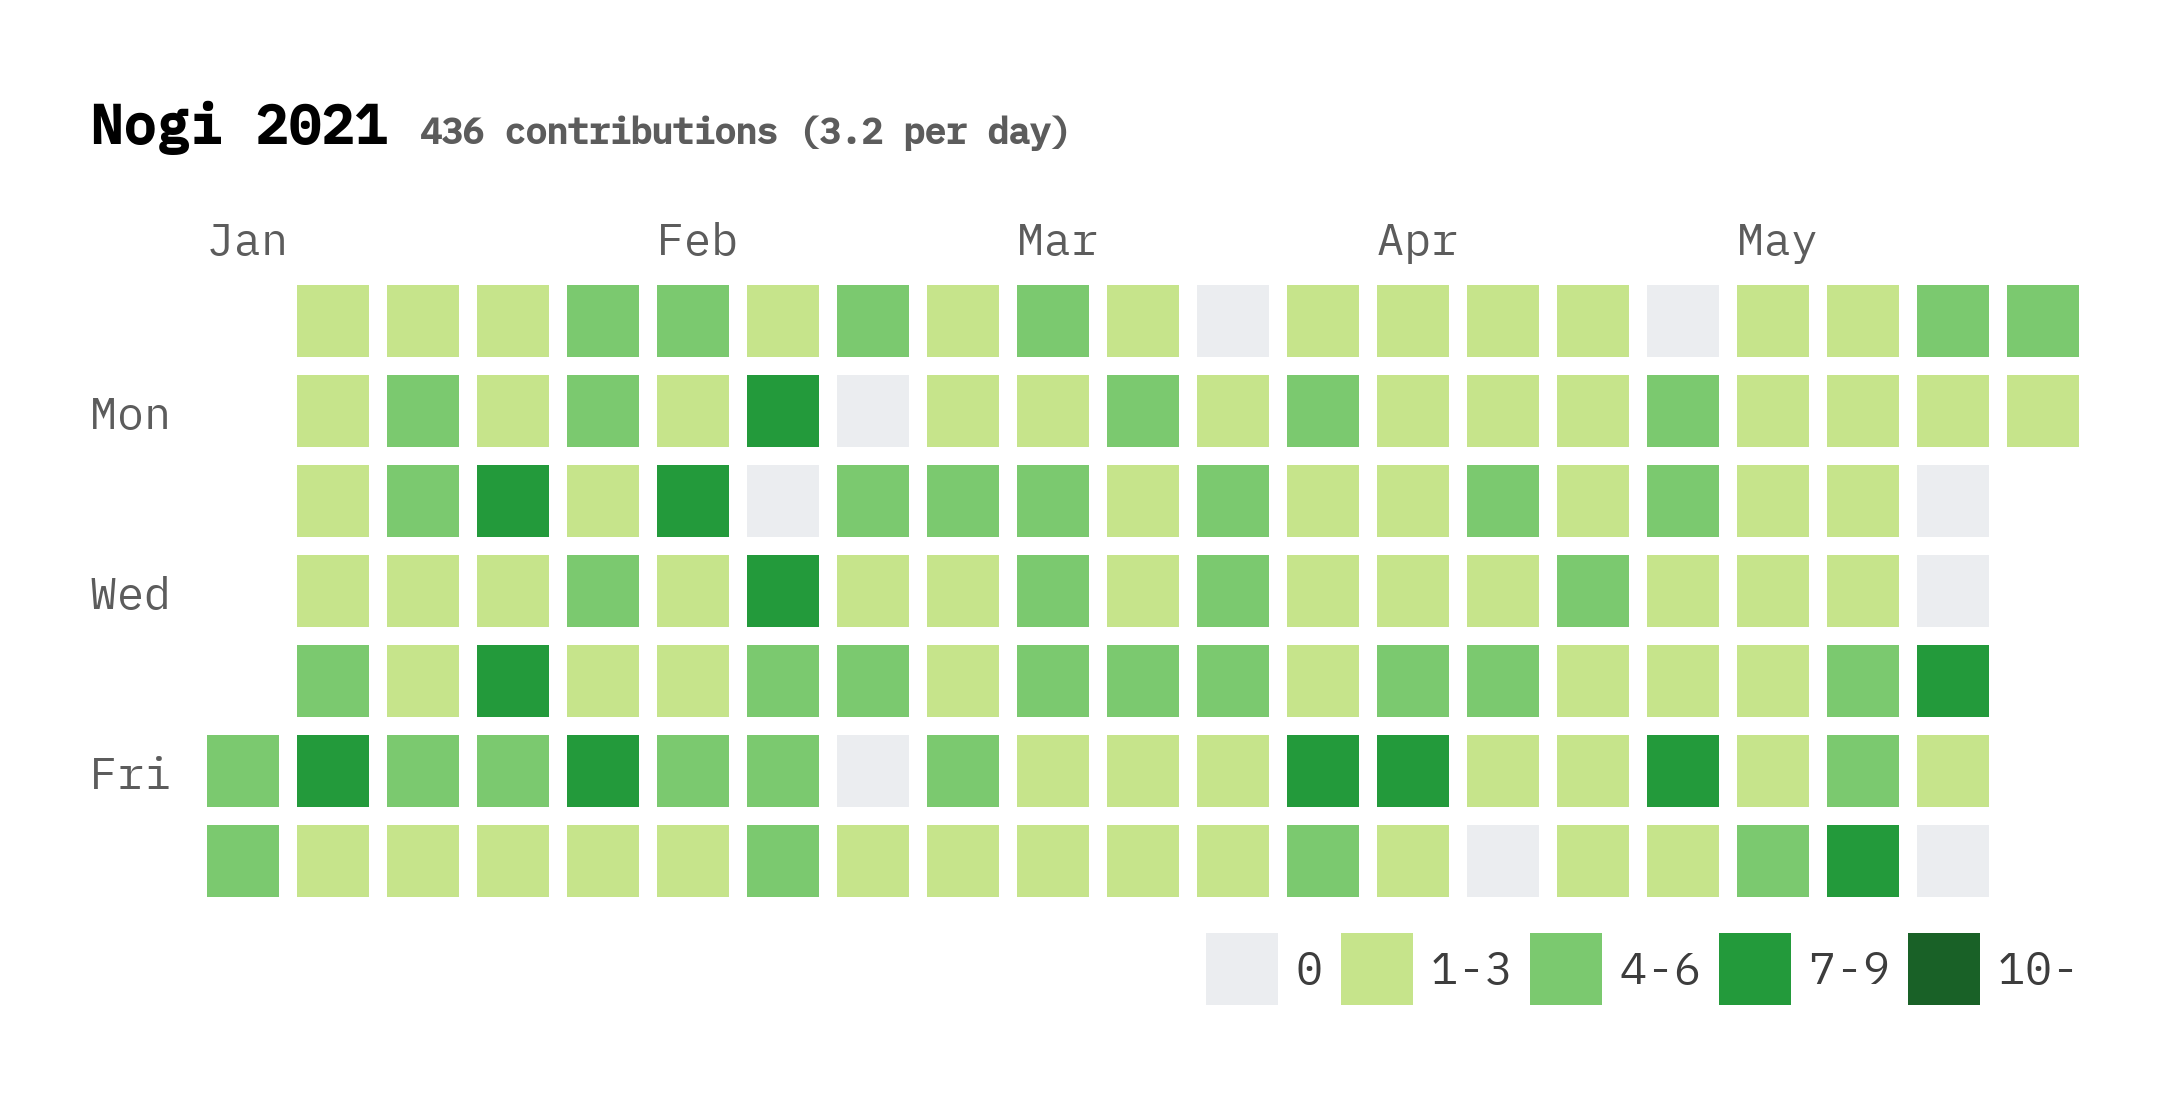 Nogi 2021 436 contributions (3.2 per day)
Jan Feb Mar Apr May
Mon
Wed
Fri
0 1-3 4-6 7-9 10-